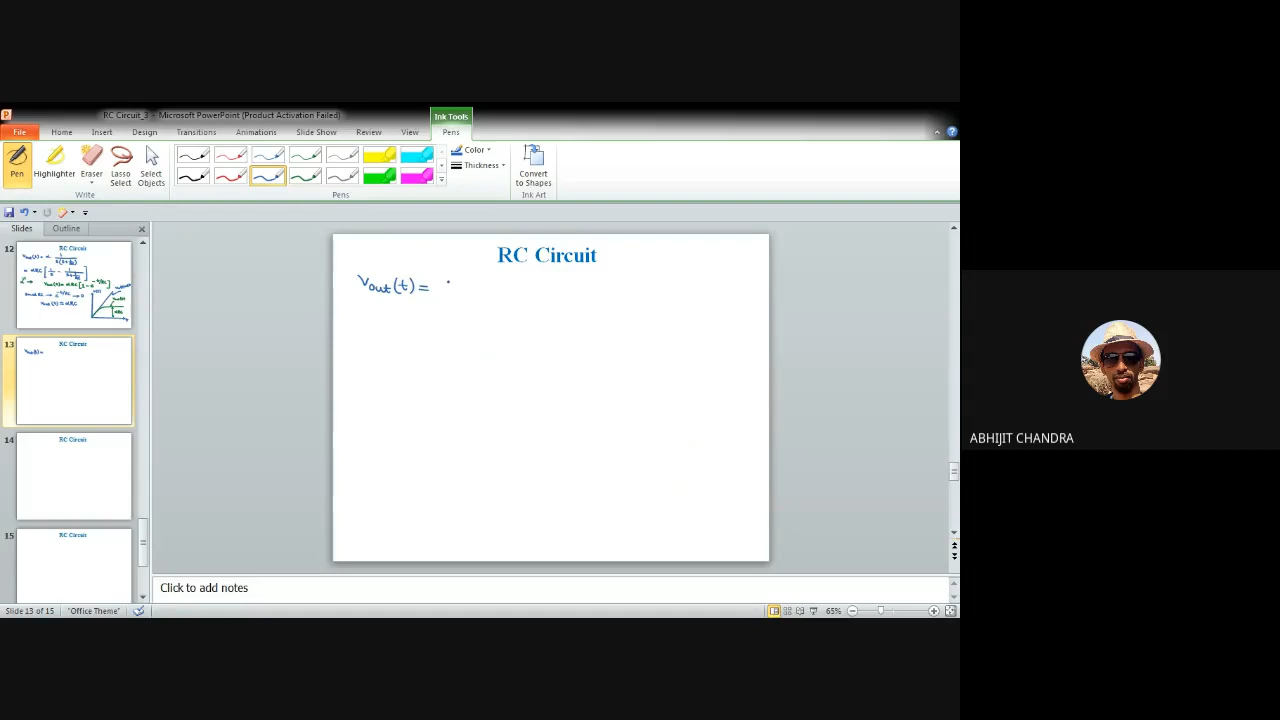 RC Circuit_3 - Microsoft PowerPoint (Product Activation Failed)
Ink Tools
File Home Insert Design Transitions Animations Slide Show Review View Pens
Pen Highlighter Eraser Lasso Select Select Objects
Color
Thickness
Convert to Shapes
Write Pens Ink Art
Slides Outline
12
RC Circuit
13
RC Circuit
Vout(t)=
14
RC Circuit
15
RC Circuit
RC Circuit
Vout(t) =
Click to add notes
Slide 13 of 15 "Office Theme" 65%
ABHIJIT CHANDRA